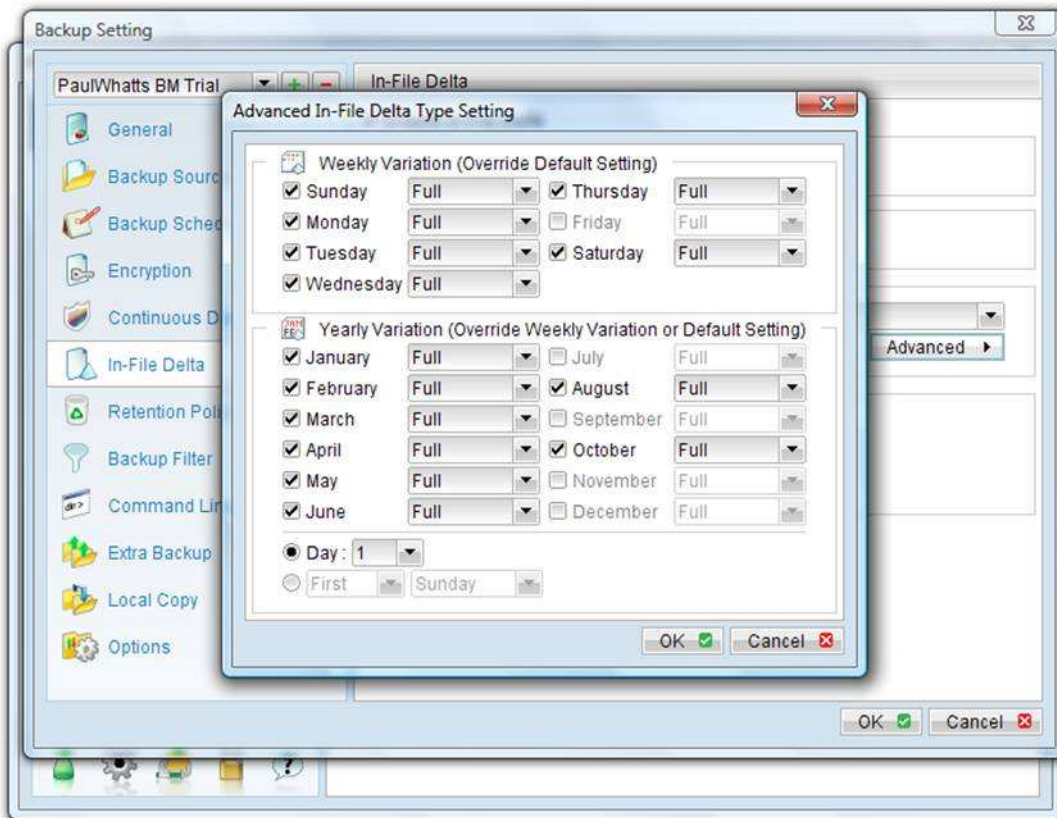 Backup Setting
PaulWhatts BM Trial
In-File Delta
General
Backup Sourc
Backup Sched
Encryption
Continuous D
In-File Delta
Retention Poli
Backup Filter
Command Lin
Extra Backup
Local Copy
Options
Advanced
Advanced In-File Delta Type Setting
Weekly Variation (Override Default Setting)
Sunday Full Thursday Full
Monday Full Friday Full
Tuesday Full Saturday Full
Wednesday Full
Yearly Variation (Override Weekly Variation or Default Setting)
January Full July Full
February Full August Full
March Full September Full
April Full October Full
May Full November Full
June Full December Full
Day : 1
First Sunday
OK Cancel
OK Cancel